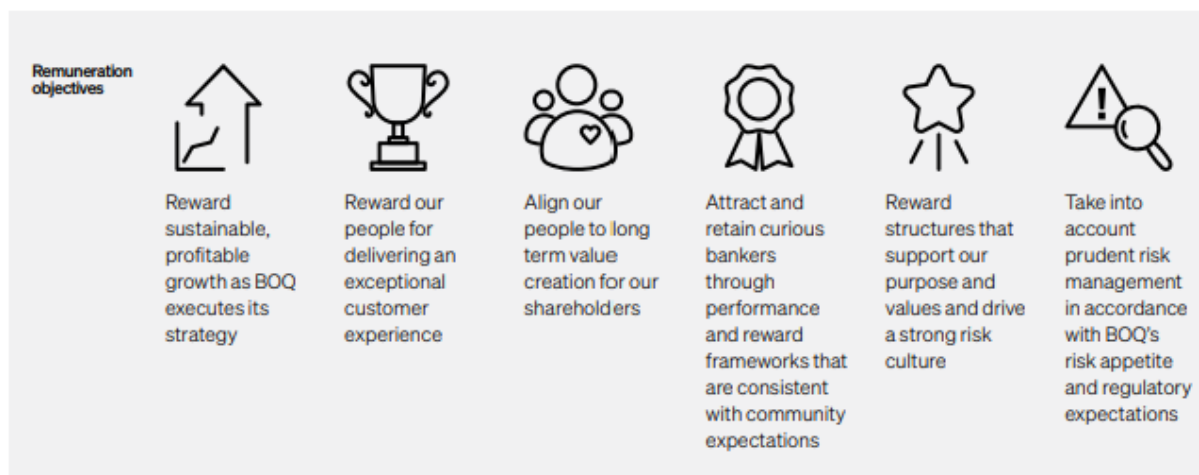 Remuneration
objectives
Reward
sustainable,
profitable
growth as BOQ
executes its
strategy
Reward our
people for
delivering an
exceptional
customer
experience
Align our
people to long
term value
creation for our
shareholders
Attract and
retain curious
bankers
through
performance
and reward
frameworks that
are consistent
with community
expectations
Reward
structures that
support our
purpose and
values and drive
a strong risk
culture
!
Take into
account
prudent risk
management
in accordance
with BOQ's
risk appetite
and regulatory
expectations